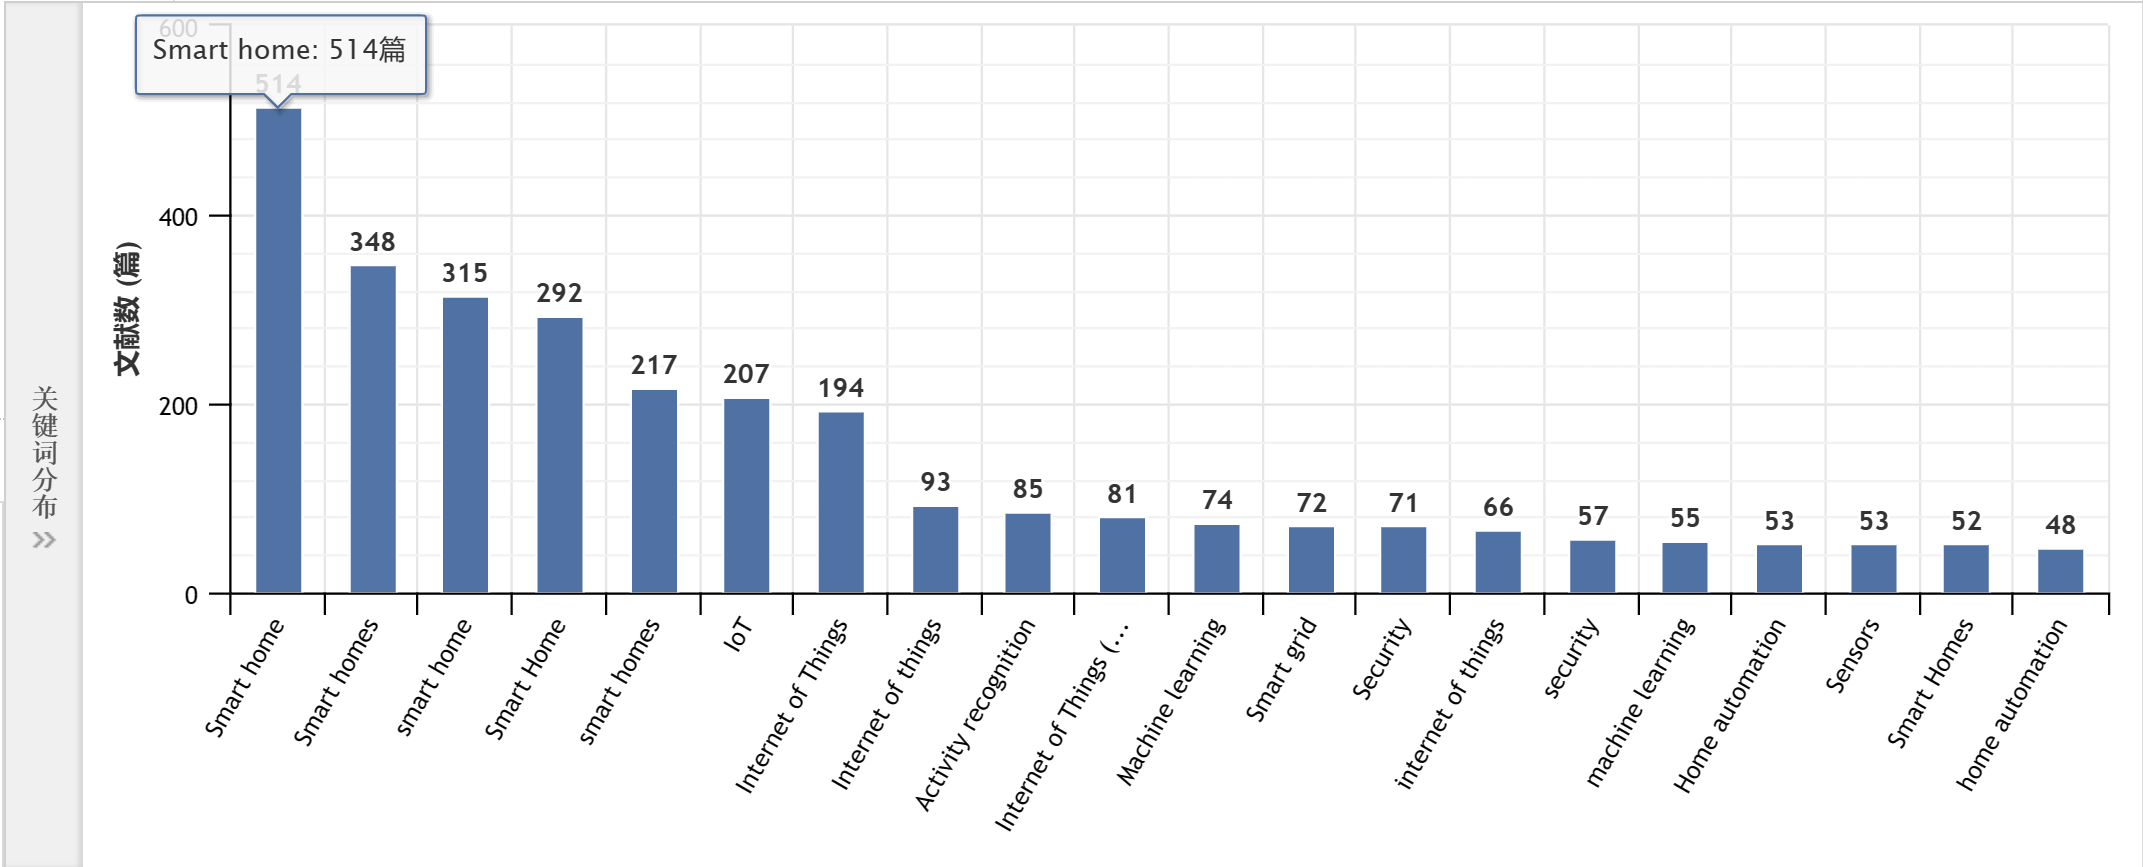 600
Smart home: 514篇
514
400
200
0
文献数 (篇)
关键词分布
348
315
292
217
207
194
93
85
81
74
72
71
66
57
55
53
53
52
48
Smart home
Smart homes
smart home
Smart Home
smart homes
IoT
Internet of Things
Internet of things
Activity recognition
Internet of Things (...
Machine learning
Smart grid
Security
internet of things
security
machine learning
Home automation
Sensors
Smart Homes
home automation